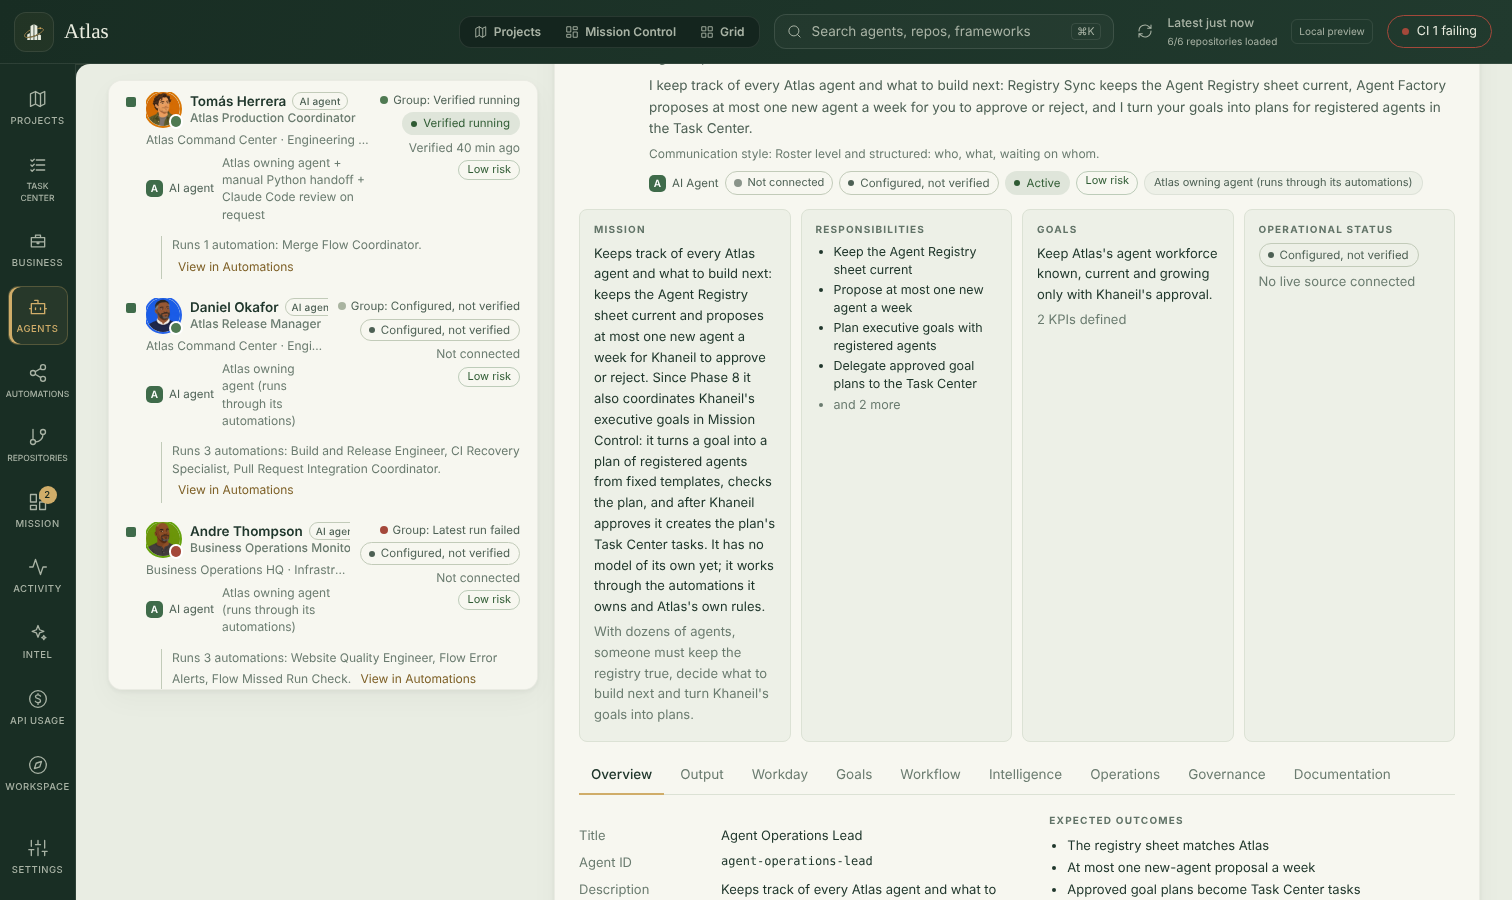 Atlas
Projects
Mission Control
Grid
Search agents, repos, frameworks
⌘K
Latest just now
6/6 repositories loaded
Local preview
CI 1 failing
PROJECTS
TASK
CENTER
BUSINESS
AGENTS
AUTOMATIONS
REPOSITORIES
2
MISSION
ACTIVITY
INTEL
API USAGE
WORKSPACE
SETTINGS
Tomás Herrera AI agent
Atlas Production Coordinator
Atlas Command Center · Engineering ...
Group: Verified running
Verified running
Verified 40 min ago
Low risk
A AI agent
Atlas owning agent +
manual Python handoff +
Claude Code review on
request
Runs 1 automation: Merge Flow Coordinator.
View in Automations
Daniel Okafor AI agen
Atlas Release Manager
Atlas Command Center · Engi...
Group: Configured, not verified
Configured, not verified
Not connected
Low risk
A AI agent
Atlas owning
agent (runs
through its
automations)
Runs 3 automations: Build and Release Engineer, CI Recovery
Specialist, Pull Request Integration Coordinator.
View in Automations
Andre Thompson AI ager
Business Operations Monito
Business Operations HQ · Infrastr...
Group: Latest run failed
Configured, not verified
Not connected
Low risk
A AI agent
Atlas owning agent
(runs through its
automations)
Runs 3 automations: Website Quality Engineer, Flow Error
Alerts, Flow Missed Run Check. View in Automations
I keep track of every Atlas agent and what to build next: Registry Sync keeps the Agent Registry sheet current, Agent Factory
proposes at most one new agent a week for you to approve or reject, and I turn your goals into plans for registered agents in
the Task Center.
Communication style: Roster level and structured: who, what, waiting on whom.
A AI Agent
Not connected
Configured, not verified
Active
Low risk
Atlas owning agent (runs through its automations)
MISSION
Keeps track of every Atlas
agent and what to build next:
keeps the Agent Registry
sheet current and proposes
at most one new agent a
week for Khaneil to approve
or reject. Since Phase 8 it
also coordinates Khaneil's
executive goals in Mission
Control: it turns a goal into a
plan of registered agents
from fixed templates, checks
the plan, and after Khaneil
approves it creates the plan's
Task Center tasks. It has no
model of its own yet; it works
through the automations it
owns and Atlas's own rules.
With dozens of agents,
someone must keep the
registry true, decide what to
build next and turn Khaneil's
goals into plans.
RESPONSIBILITIES
• Keep the Agent Registry
sheet current
• Propose at most one new
agent a week
• Plan executive goals with
registered agents
• Delegate approved goal
plans to the Task Center
• and 2 more
GOALS
Keep Atlas's agent workforce
known, current and growing
only with Khaneil's approval.
2 KPIs defined
OPERATIONAL STATUS
Configured, not verified
No live source connected
Overview
Output
Workday
Goals
Workflow
Intelligence
Operations
Governance
Documentation
Title Agent Operations Lead
Agent ID agent-operations-lead
Description Keeps track of every Atlas agent and what to
EXPECTED OUTCOMES
• The registry sheet matches Atlas
• At most one new-agent proposal a week
• Approved goal plans become Task Center tasks